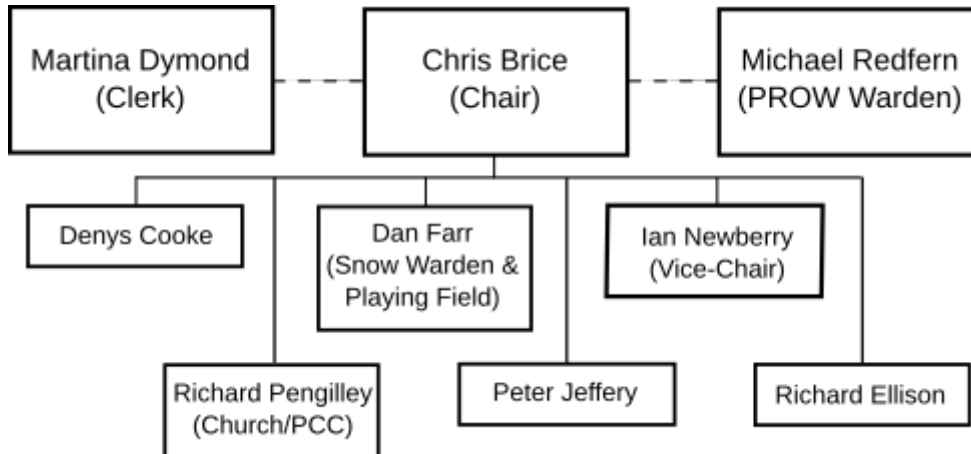 Martina Dymond
(Clerk)
Chris Brice
(Chair)
Michael Redfern
(PROW Warden)
Denys Cooke
Dan Farr
(Snow Warden &
Playing Field)
Ian Newberry
(Vice-Chair)
Richard Pengilley
(Church/PCC)
Peter Jeffery
Richard Ellison